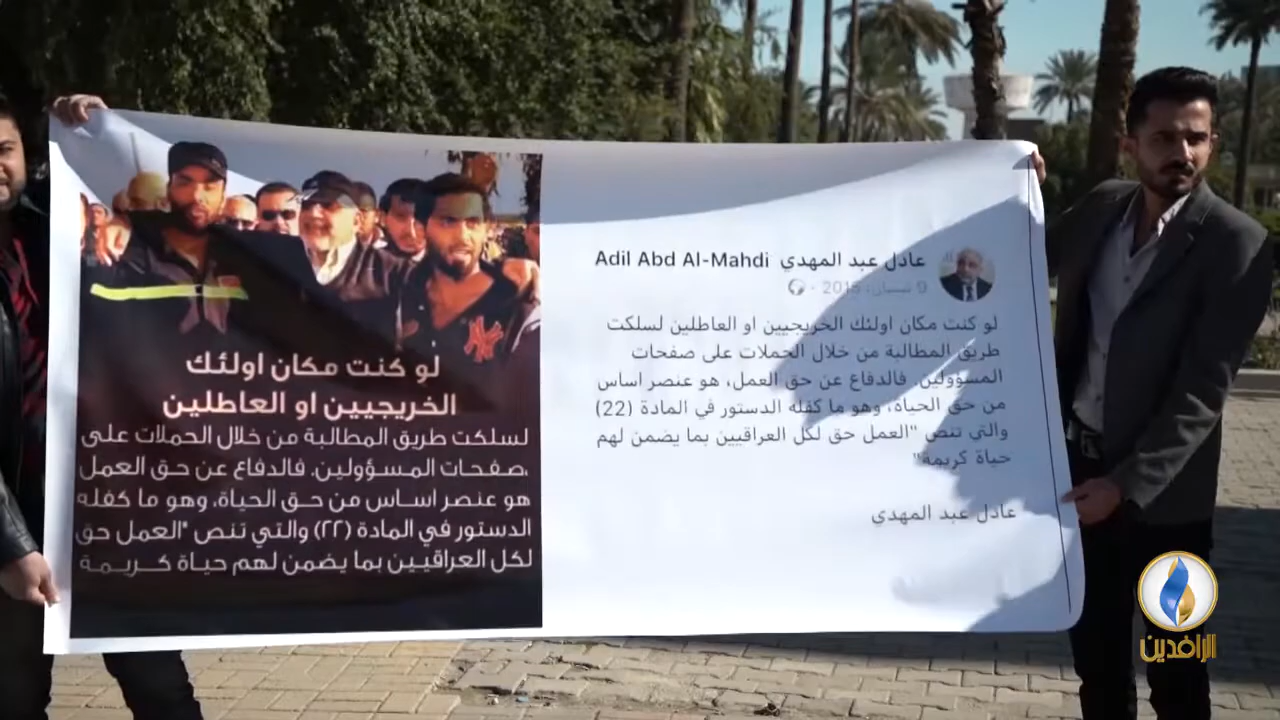 لو كنت مكان اولئك
الخريجيين او العاطلين
لسلكت طريق المطالبة من خلال الحملات على
صفحات المسؤولين. فالدفاع عن حق العمل،
هو عنصر اساس من حق الحياة، وهو ما كفله
الدستور في المادة (٢٢) والتي تنص "العمل حق
لكل العراقيين بما يضمن لهم حياة كريمة
عادل عبد المهدي Adil Abd Al-Mahdi
9 نيسان، 2015 ·
لو كنت مكان اولئك الخريجيين او العاطلين لسلكت
طريق المطالبة من خلال الحملات على صفحات
المسؤولين. فالدفاع عن حق العمل، هو عنصر اساس
من حق الحياة، وهو ما كفله الدستور في المادة (22)
والتي تنص "العمل حق لكل العراقيين بما يضمن لهم
حياة كريمة"
عادل عبد المهدي
الرافدين